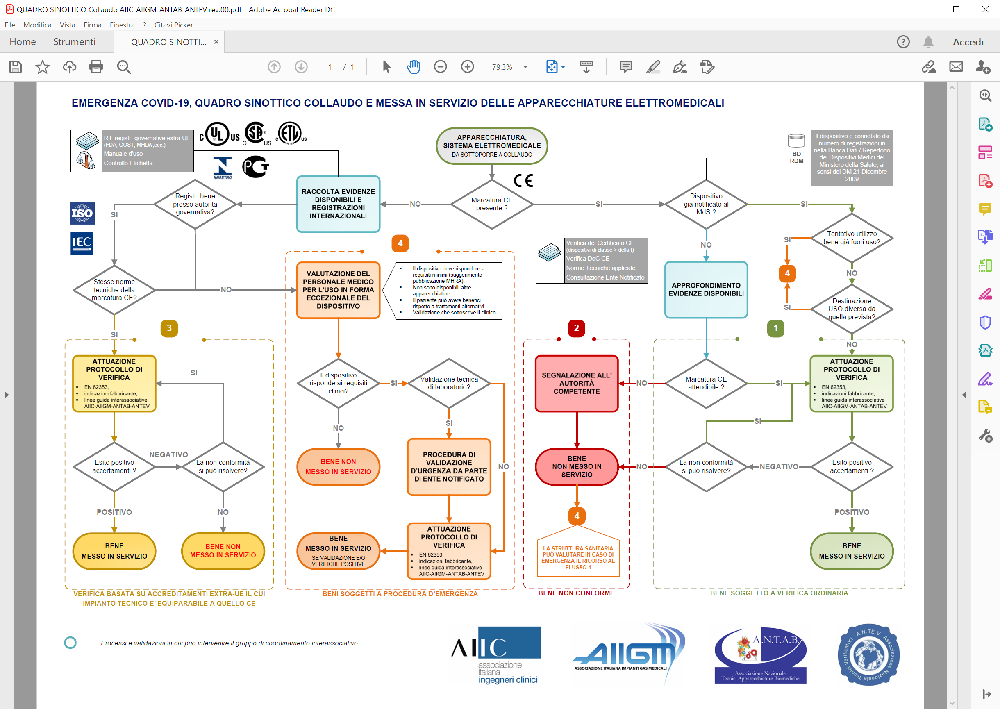 QUADRO SINOTTICO Collaudo AIIC-AIIGM-ANTAB-ANTEV rev.00.pdf - Adobe Acrobat Reader DC
File Modifica Vista Firma Finestra ? Citavi Picker
Home Strumenti QUADRO SINOTTI... × ? Accedi
1 / 1 79,3%
EMERGENZA COVID-19, QUADRO SINOTTICO COLLAUDO E MESSA IN SERVIZIO DELLE APPARECCHIATURE ELETTROMEDICALI
Rif. registr. governative extra-UE
(FDA, GOST, MHLW,ecc.)
Manuale d'uso
Controllo Etichetta
C UL US
C SA US
C ETL LISTED US
INMETRO
PCT
APPARECCHIATURA,
SISTEMA ELETTROMEDICALE
DA SOTTOPORRE A COLLAUDO
BD
RDM
Il dispositivo è connotato da
numero di registrazioni in
nella Banca Dati / Repertorio
dei Dispositivi Medici del
Ministero della Salute, ai
sensi del DM 21 Dicembre
2009
CE
Registr. bene
presso autorità
governativa?
RACCOLTA EVIDENZE
DISPONIBILI E
REGISTRAZIONI
INTERNAZIONALI
NO
Marcatura CE
presente ?
SI
Dispositivo
già notificato al
MdS ?
SI
SI
ISO
IEC
NO
Tentativo utilizzo
bene già fuori uso?
SI
4
NO
Destinazione
USO diversa da
quella prevista?
SI
NO
4
Verifica del Certificato CE
(dispositivi di classe > della I)
Verifica DoC CE
Norme Tecniche applicate
Consultazione Ente Notificato
APPROFONDIMENTO
EVIDENZE DISPONIBILI
Stesse norme
tecniche della
marcatura CE?
NO
VALUTAZIONE DEL
PERSONALE MEDICO
PER L'USO IN FORMA
ECCEZIONALE DEL
DISPOSITIVO
▪ Il dispositivo deve rispondere a
requisiti minimi (suggerimento
pubblicazione MHRA).
▪ Non sono disponibili altre
apparecchiature
▪ Il paziente può avere benefici
rispetto a trattamenti alternativi
▪ Validazione che sottoscrive il clinico
SI
3
2
1
ATTUAZIONE
PROTOCOLLO DI
VERIFICA
▪ EN 62353,
▪ indicazioni fabbricante,
▪ linee guida interassociative
AIIC-AIIGM-ANTAB-ANTEV
SI
Il dispositivo
risponde ai requisiti
clinici?
SI
Validazione tecnica
di laboratorio?
SEGNALAZIONE ALL'
AUTORITÀ
COMPETENTE
NO
Marcatura CE
attendibile ?
SI
ATTUAZIONE
PROTOCOLLO DI
VERIFICA
▪ EN 62353,
▪ indicazioni fabbricante,
▪ linee guida interassociative
AIIC-AIIGM-ANTAB-ANTEV
NO
SI
SI
Esito positivo
accertamenti ?
NEGATIVO
La non conformità
si può risolvere?
BENE NON
MESSO IN SERVIZIO
PROCEDURA DI
VALIDAZIONE
D'URGENZA DA PARTE
DI ENTE NOTIFICATO
NO
BENE
NON MESSO IN
SERVIZIO
NO
La non conformità
si può risolvere?
NEGATIVO
Esito positivo
accertamenti ?
POSITIVO
NO
4
POSITIVO
BENE
MESSO IN SERVIZIO
BENE NON
MESSO IN SERVIZIO
BENE
MESSO IN SERVIZIO
SE VALIDAZIONE E/O
VERIFICHE POSITIVE
ATTUAZIONE
PROTOCOLLO DI
VERIFICA
▪ EN 62353,
▪ indicazioni fabbricante,
▪ linee guida interassociative
AIIC-AIIGM-ANTAB-ANTEV
LA STRUTTURA SANITARIA
PUÒ VALUTARE IN CASO DI
EMERGENZA IL RICORSO AL
FLUSSO 4
BENE
MESSO IN SERVIZIO
VERIFICA BASATA SU ACCREDITAMENTI EXTRA-UE IL CUI
IMPIANTO TECNICO E' EQUIPARABILE A QUELLO CE
BENI SOGGETTI A PROCEDURA D'EMERGENZA
BENE NON CONFORME
BENE SOGGETTO A VERIFICA ORDINARIA
Processi e validazioni in cui può intervenire il gruppo di coordinamento interassociativo
AIIC
associazione
italiana
ingegneri clinici
AIIGM
ASSOCIAZIONE ITALIANA IMPIANTI GAS MEDICALI
A.N.T.A.B.
Associazione Nazionale
Tecnici Apparecchiature Biomediche
A.N.TE.V. Associazione Nazionale Tecnici Verificatori